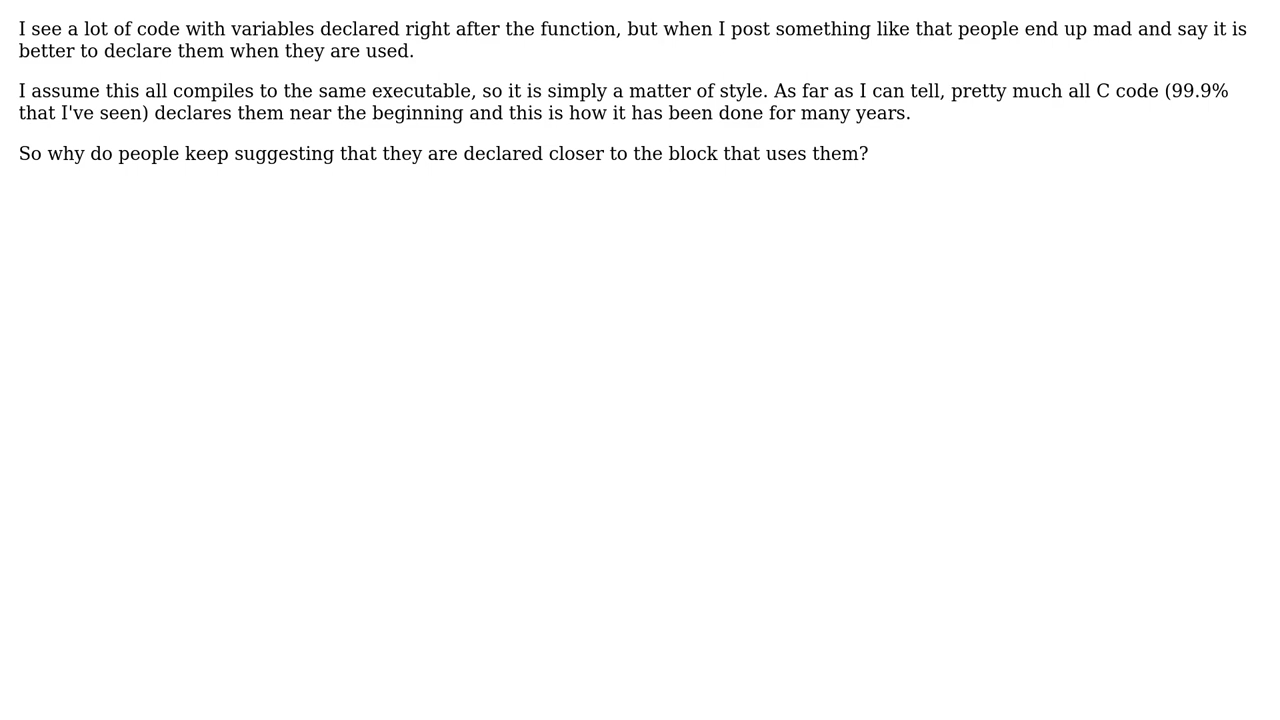 I see a lot of code with variables declared right after the function, but when I post something like that people end up mad and say it is
better to declare them when they are used.
I assume this all compiles to the same executable, so it is simply a matter of style. As far as I can tell, pretty much all C code (99.9%
that I've seen) declares them near the beginning and this is how it has been done for many years.
So why do people keep suggesting that they are declared closer to the block that uses them?